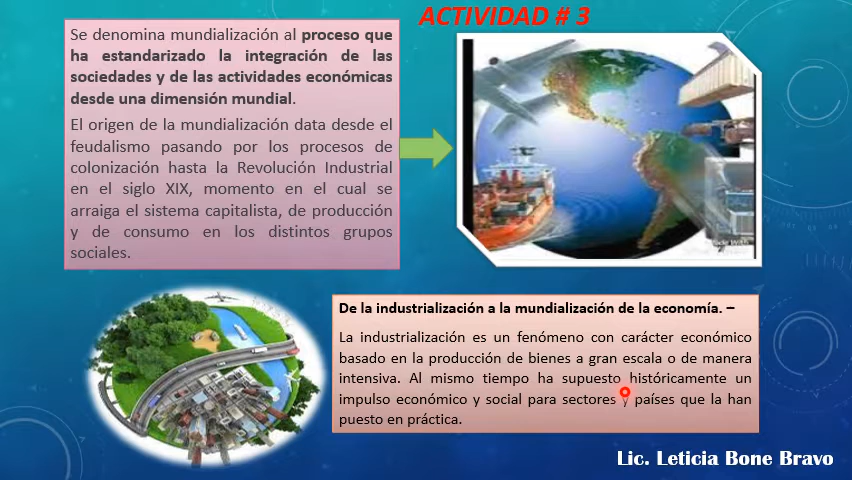 ACTIVIDAD # 3
Se denomina mundialización al proceso que
ha estandarizado la integración de las
sociedades y de las actividades económicas
desde una dimensión mundial.
El origen de la mundialización data desde el
feudalismo pasando por los procesos de
colonización hasta la Revolución Industrial
en el siglo XIX, momento en el cual se
arraiga el sistema capitalista, de producción
y de consumo en los distintos grupos
sociales.
Made With
De la industrialización a la mundialización de la economía. –
La industrialización es un fenómeno con carácter económico
basado en la producción de bienes a gran escala o de manera
intensiva. Al mismo tiempo ha supuesto históricamente un
impulso económico y social para sectores y países que la han
puesto en práctica.
Lic. Leticia Bone Bravo